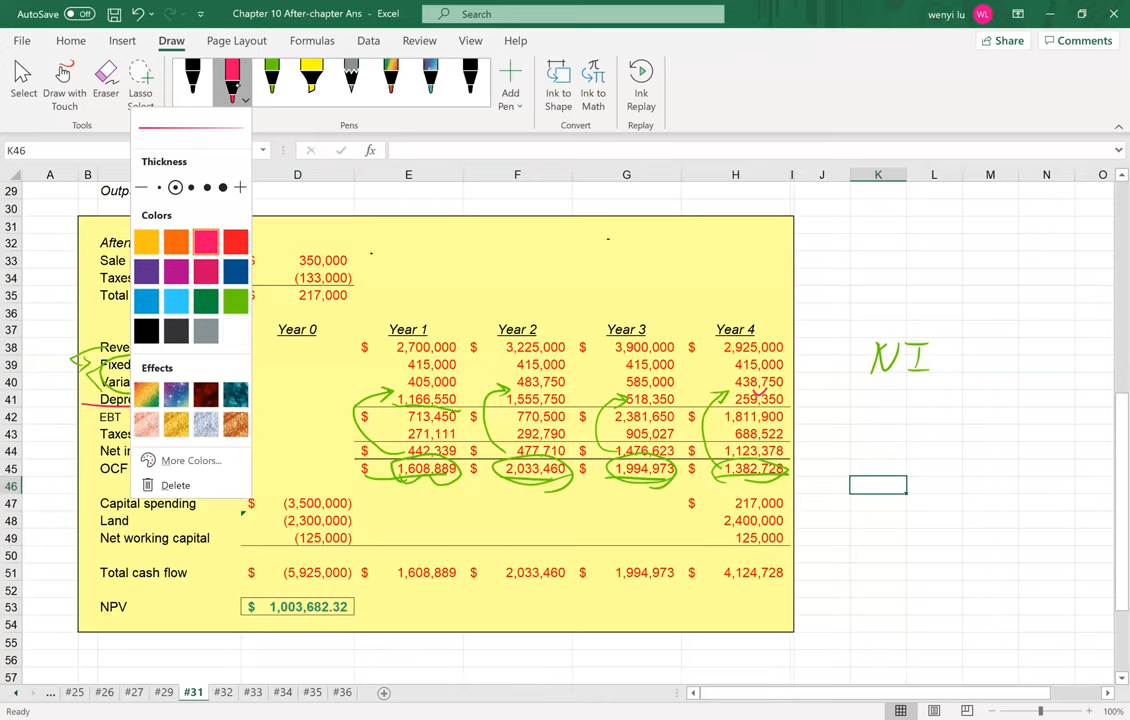 AutoSave Off Chapter 10 After-chapter Ans - Excel Search wenyi lu WL
File Home Insert Draw Page Layout Formulas Data Review View Help Share Comments
Select Draw with Touch Eraser Lasso Select Add Pen Ink to Shape Ink to Math Ink Replay
Tools Pens Convert Replay
K46 fx
A B D E F G H I J K L M N O
29 Outp
30
31
32 After
33 Sale $ 350,000
34 Taxes (133,000)
35 Total $ 217,000
36
37 Year 0 Year 1 Year 2 Year 3 Year 4
38 Reve $ 2,700,000 $ 3,225,000 $ 3,900,000 $ 2,925,000
39 Fixed 415,000 415,000 415,000 415,000
40 Varia 405,000 483,750 585,000 438,750
41 Depre 1,166,550 1,555,750 518,350 259,350
42 EBT $ 713,450 $ 770,500 $ 2,381,650 $ 1,811,900
43 Taxes 271,111 292,790 905,027 688,522
44 Net in $ 442,339 $ 477,710 $ 1,476,623 $ 1,123,378
45 OCF $ 1,608,889 $ 2,033,460 $ 1,994,973 $ 1,382,728
46
47 Capital spending $ (3,500,000) $ 217,000
48 Land (2,300,000) 2,400,000
49 Net working capital (125,000) 125,000
50
51 Total cash flow $ (5,925,000) $ 1,608,889 $ 2,033,460 $ 1,994,973 $ 4,124,728
52
53 NPV $ 1,003,682.32
54
55
56
57
NI
Thickness
Colors
Effects
More Colors...
Delete
... #25 #26 #27 #29 #31 #32 #33 #34 #35 #36
Ready 100%